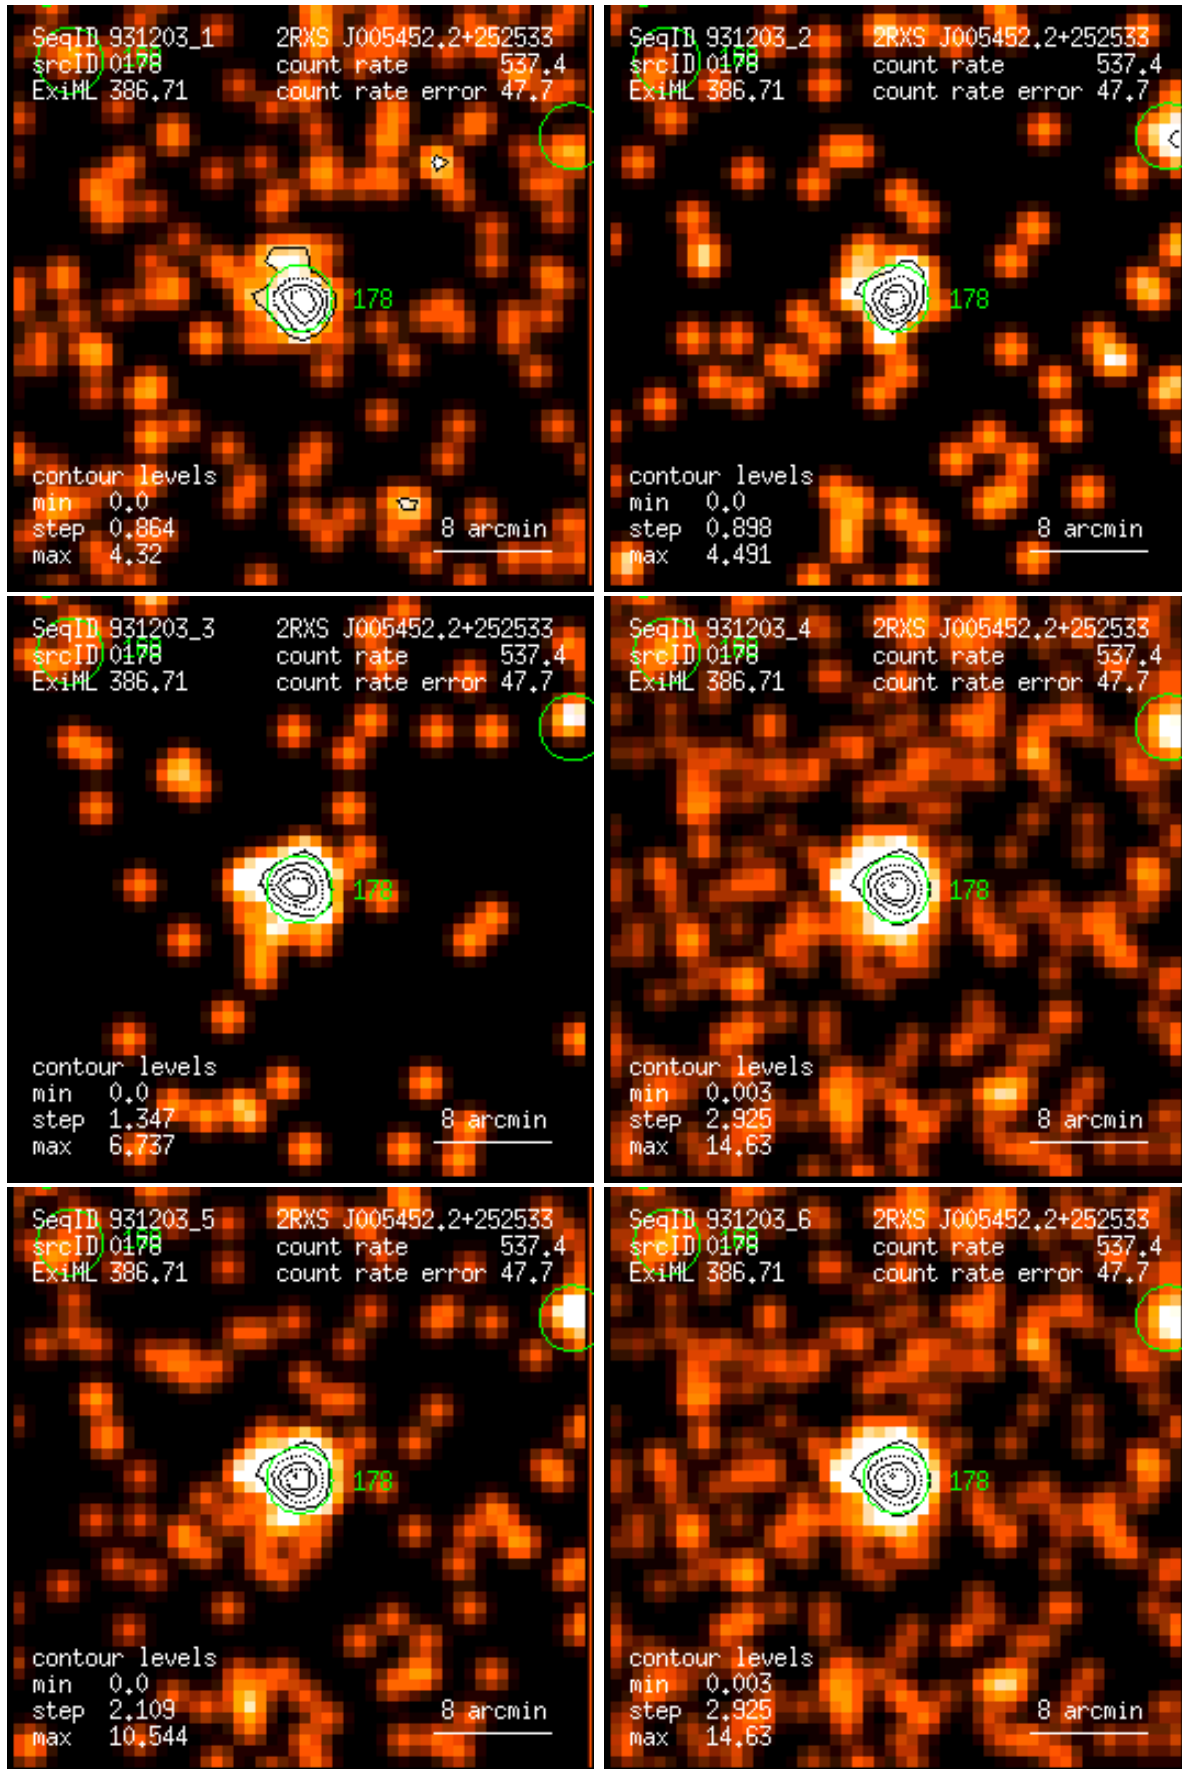 SeqID 931203_1 2RXS J005452.2+252533
srcID 0178 168 count rate 537.4
ExiML 386.71 count rate error 47.7
178
contour levels
min 0.0
step 0.864 8 arcmin
max 4.32
SeqID 931203_2 2RXS J005452.2+252533
srcID 0178 168 count rate 537.4
ExiML 386.71 count rate error 47.7
178
contour levels
min 0.0
step 0.898 8 arcmin
max 4.491
SeqID 931203_3 2RXS J005452.2+252533
srcID 0178 168 count rate 537.4
ExiML 386.71 count rate error 47.7
178
contour levels
min 0.0
step 1.347 8 arcmin
max 6.737
SeqID 931203_4 2RXS J005452.2+252533
srcID 0178 168 count rate 537.4
ExiML 386.71 count rate error 47.7
178
contour levels
min 0.003
step 2.925 8 arcmin
max 14.63
SeqID 931203_5 2RXS J005452.2+252533
srcID 0178 168 count rate 537.4
ExiML 386.71 count rate error 47.7
178
contour levels
min 0.0
step 2.109 8 arcmin
max 10.544
SeqID 931203_6 2RXS J005452.2+252533
srcID 0178 168 count rate 537.4
ExiML 386.71 count rate error 47.7
178
contour levels
min 0.003
step 2.925 8 arcmin
max 14.63